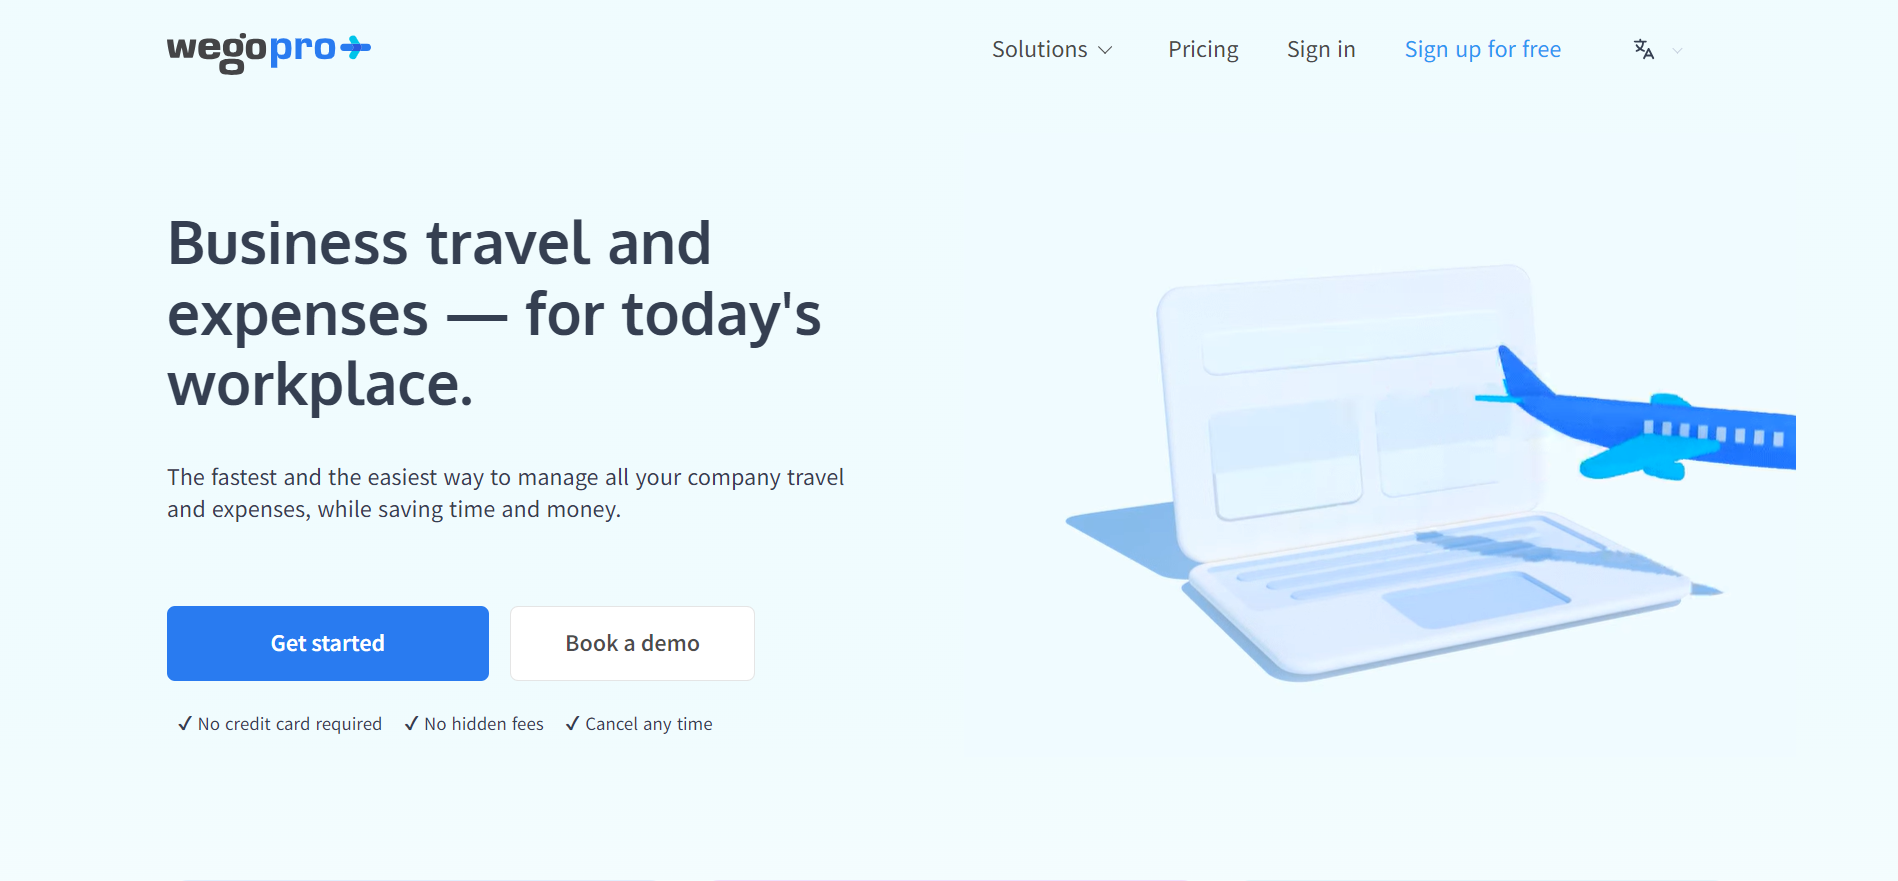 wegopro
Solutions
Pricing
Sign in
Sign up for free
Business travel and
expenses — for today's
workplace.
The fastest and the easiest way to manage all your company travel
and expenses, while saving time and money.
Get started
Book a demo
✓ No credit card required ✓ No hidden fees ✓ Cancel any time